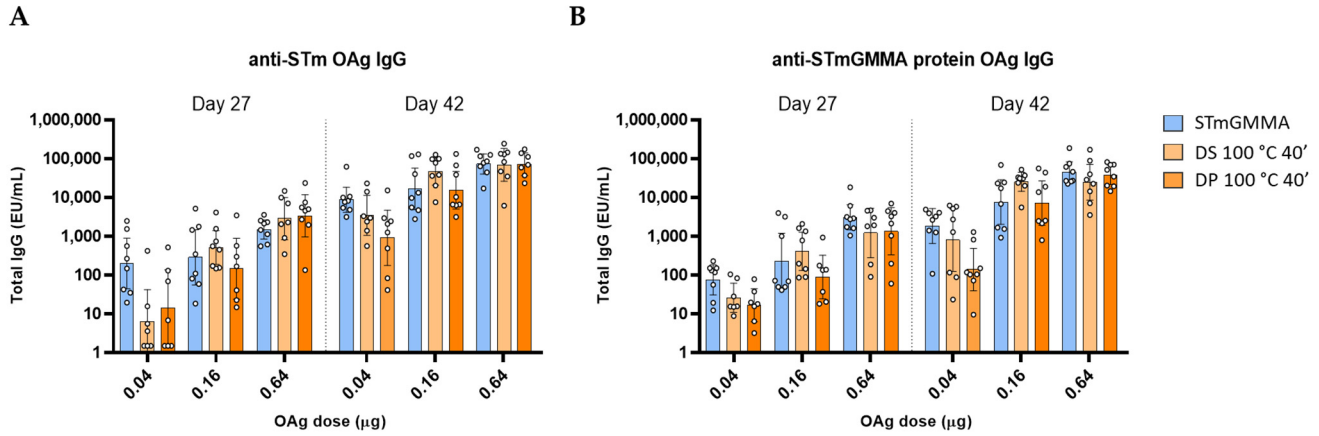 A
anti-STm OAg IgG
Day 27 Day 42
Total IgG (EU/mL)
1,000,000
100,000
10,000
1,000
100
10
1
0.04 0.16 0.64 0.04 0.16 0.64
OAg dose (μg)
B
anti-STmGMMA protein OAg IgG
Day 27 Day 42
Total IgG (EU/mL)
1,000,000
100,000
10,000
1,000
100
10
1
0.04 0.16 0.64 0.04 0.16 0.64
OAg dose (μg)
STmGMMA
DS 100 °C 40′
DP 100 °C 40′